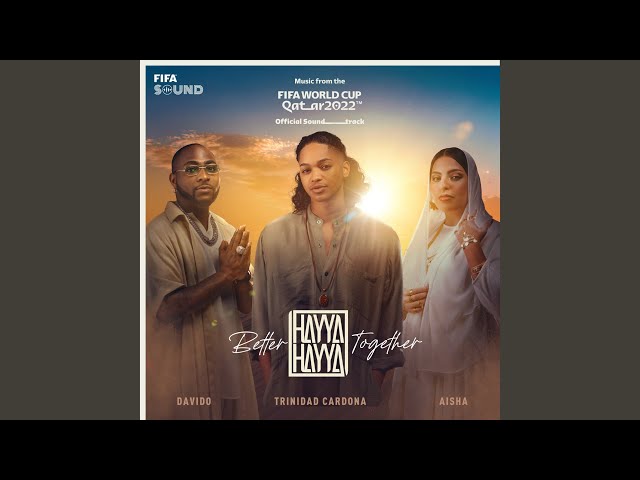 FIFA
SOUND
Music from the
FIFA WORLD CUP
Qatar2022™
Official Soundtrack
Better HAYYA HAYYA Together
DAVIDO TRINIDAD CARDONA AISHA